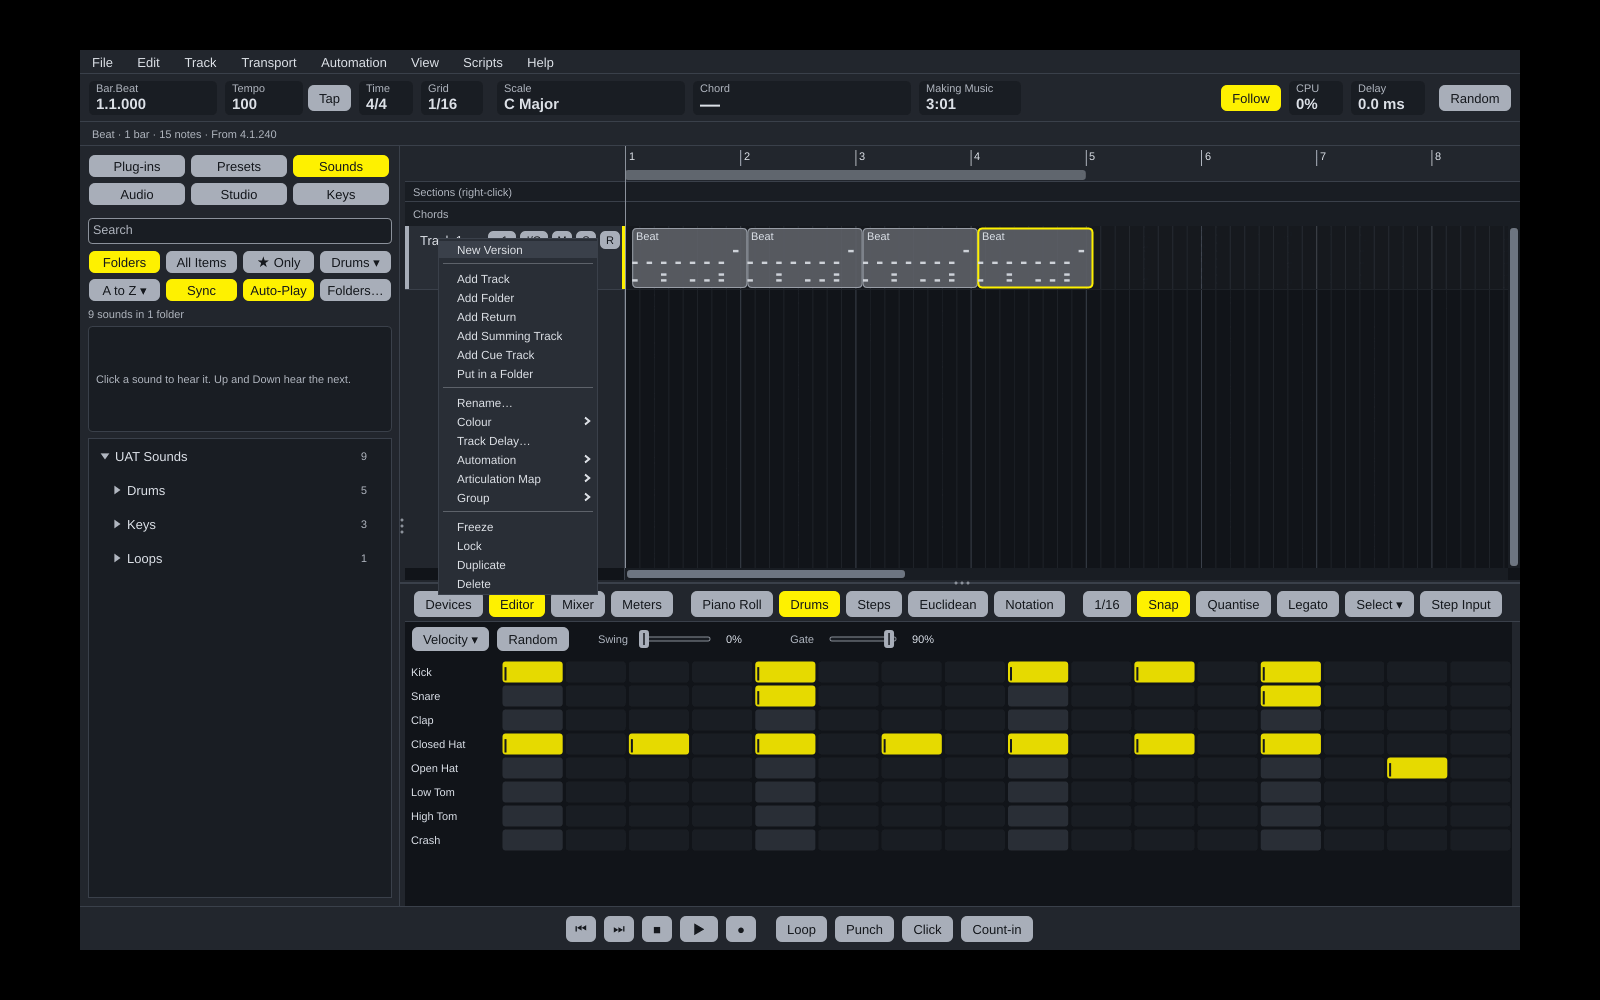 File Edit Track Transport Automation View Scripts Help
Bar.Beat Tempo Time Grid Scale Chord Making Music CPU Delay
1.1.000 100 Tap 4/4 1/16 C Major — 3:01 Follow 0% 0.0 ms Random
Beat · 1 bar · 15 notes · From 4.1.240
Plug-ins Presets Sounds
Audio Studio Keys
Search
Folders All Items ★ Only Drums ▾
A to Z ▾ Sync Auto-Play Folders…
9 sounds in 1 folder
Click a sound to hear it. Up and Down hear the next.
UAT Sounds 9
Drums 5
Keys 3
Loops 1
1 2 3 4 5 6 7 8
Sections (right-click)
Chords
R
Beat Beat Beat Beat
New Version
Add Track
Add Folder
Add Return
Add Summing Track
Add Cue Track
Put in a Folder
Rename…
Colour
Track Delay…
Automation
Articulation Map
Group
Freeze
Lock
Duplicate
Delete
Devices Editor Mixer Meters Piano Roll Drums Steps Euclidean Notation 1/16 Snap Quantise Legato Select ▾ Step Input
Velocity ▾ Random Swing 0% Gate 90%
Kick
Snare
Clap
Closed Hat
Open Hat
Low Tom
High Tom
Crash
Loop Punch Click Count-in